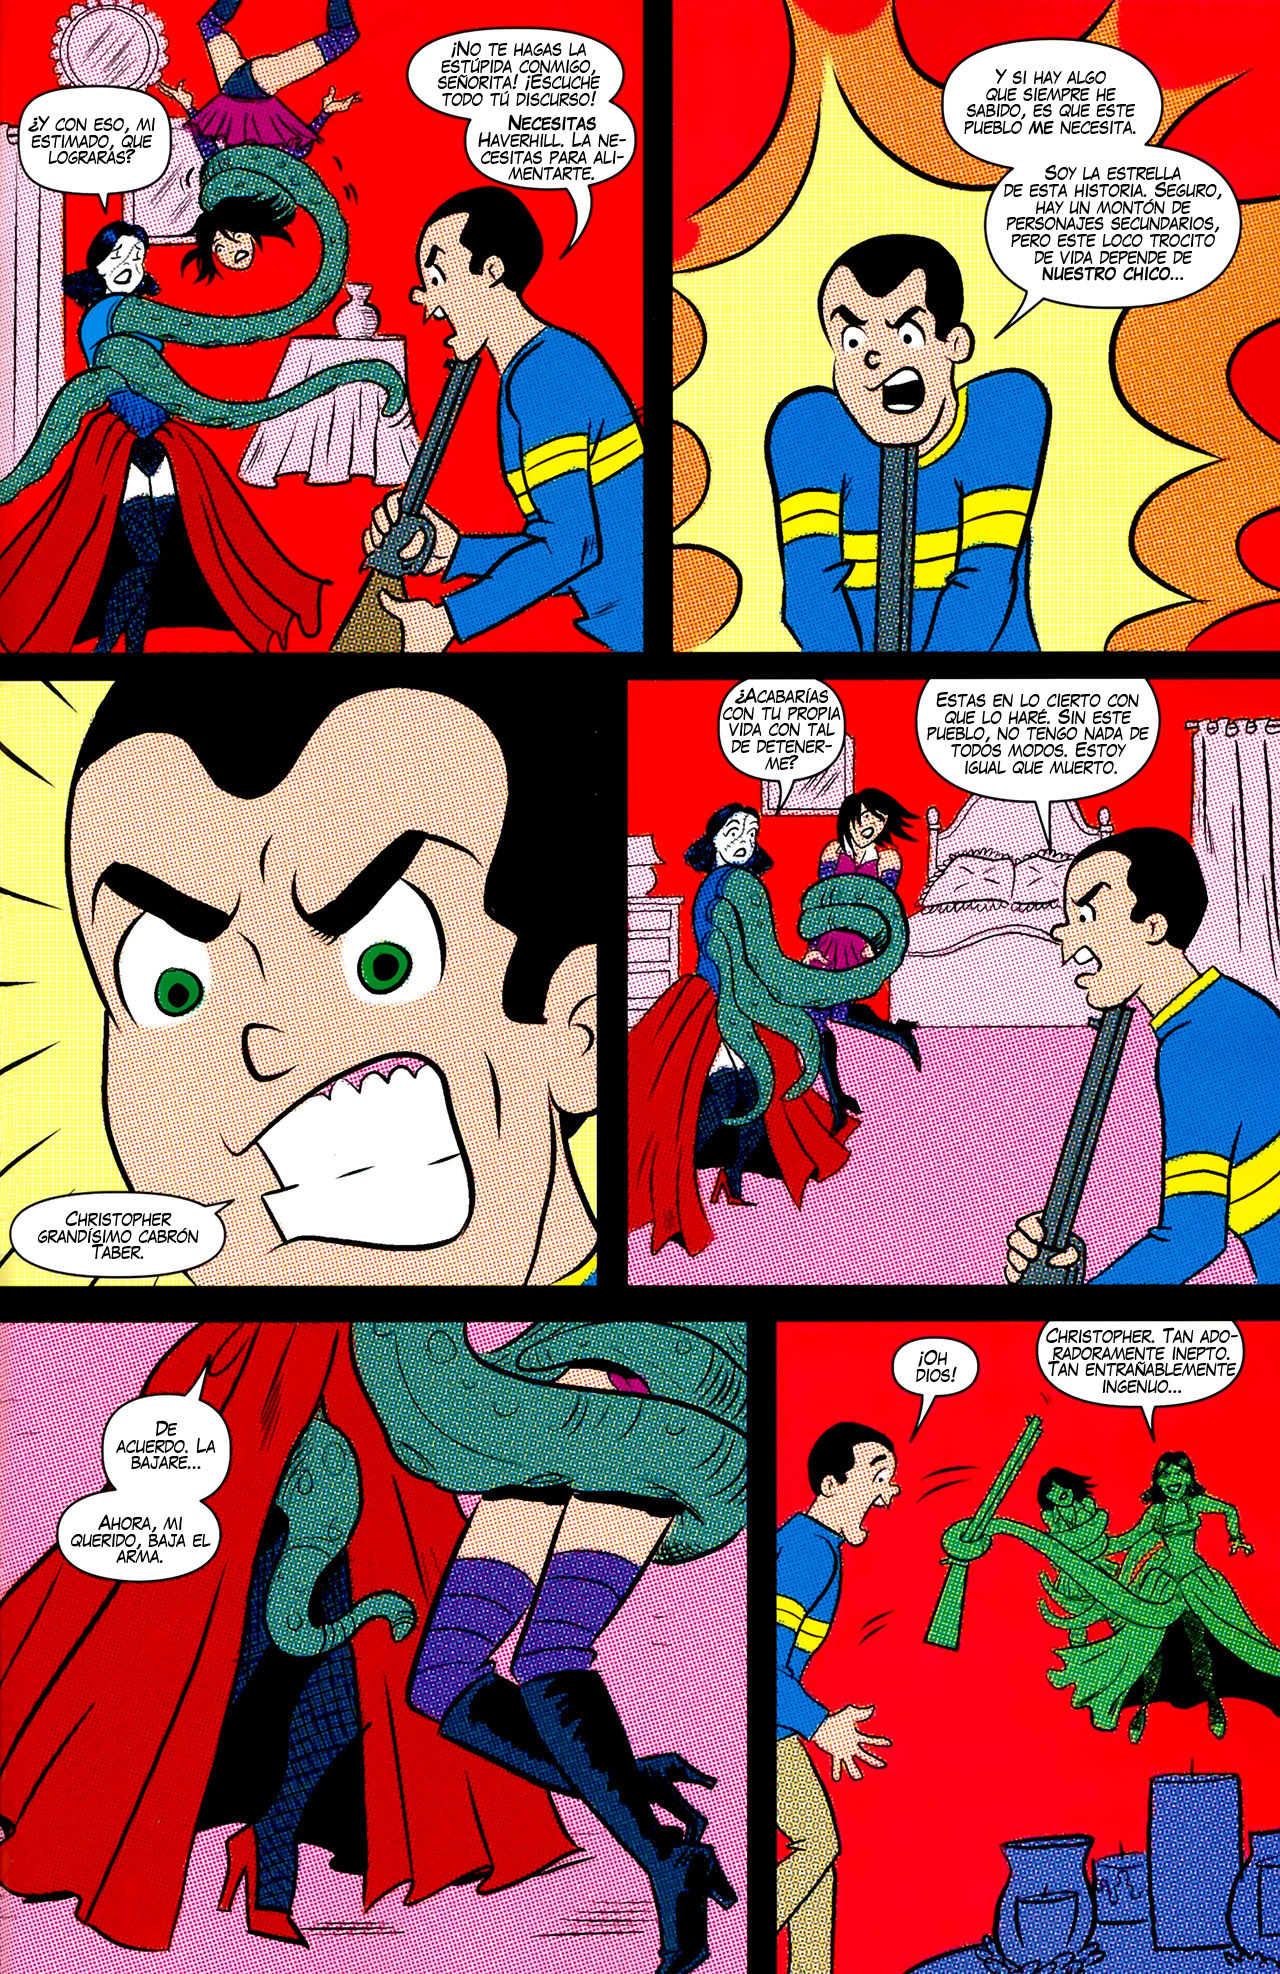 ¡NO TE HAGAS LA
ESTÚPIDA CONMIGO,
SEÑORITA! ¡ESCUCHÉ
TODO TÚ DISCURSO!
NECESITAS
HAVERHILL. LA NE-
CESITAS PARA ALI-
MENTARTE.
¿Y CON ESO, MI
ESTIMADO, QUE
LOGRARÁS?
Y SI HAY ALGO
QUE SIEMPRE HE
SABIDO, ES QUE ESTE
PUEBLO ME NECESITA.
SOY LA ESTRELLA
DE ESTA HISTORIA. SEGURO,
HAY UN MONTÓN DE
PERSONAJES SECUNDARIOS,
PERO ESTE LOCO TROCITO
DE VIDA DEPENDE DE
NUESTRO CHICO...
CHRISTOPHER
GRANDÍSIMO CABRÓN
TABER.
¿ACABARÍAS
CON TU PROPIA
VIDA CON TAL
DE DETENER-
ME?
ESTAS EN LO CIERTO CON
QUE LO HARÉ. SIN ESTE
PUEBLO, NO TENGO NADA DE
TODOS MODOS. ESTOY
IGUAL QUE MUERTO.
DE
ACUERDO. LA
BAJARE...
AHORA, MI
QUERIDO, BAJA EL
ARMA.
¡OH
DIOS!
CHRISTOPHER. TAN ADO-
RADORAMENTE INEPTO.
TAN ENTRAÑABLEMENTE
INGENUO...